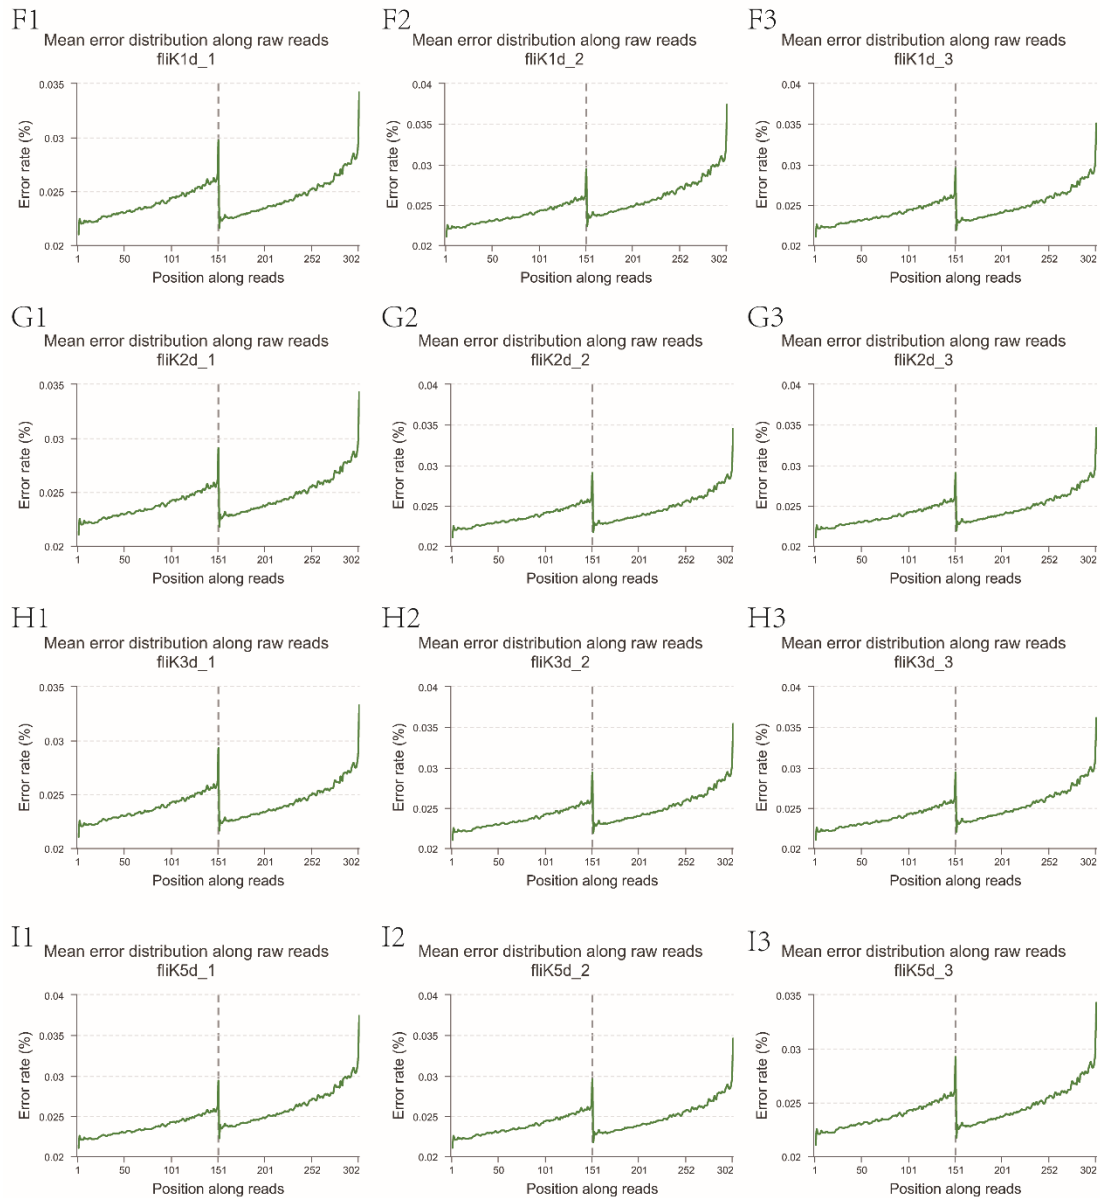 F1
Mean error distribution along raw reads
fliK1d_1
Error rate (%)
0.035
0.03
0.025
0.02
1 50 101 151 201 252 302
Position along reads
F2
Mean error distribution along raw reads
fliK1d_2
Error rate (%)
0.04
0.035
0.03
0.025
0.02
1 50 101 151 201 252 302
Position along reads
F3
Mean error distribution along raw reads
fliK1d_3
Error rate (%)
0.04
0.035
0.03
0.025
0.02
1 50 101 151 201 252 302
Position along reads
G1
Mean error distribution along raw reads
fliK2d_1
Error rate (%)
0.035
0.03
0.025
0.02
1 50 101 151 201 252 302
Position along reads
G2
Mean error distribution along raw reads
fliK2d_2
Error rate (%)
0.04
0.035
0.03
0.025
0.02
1 50 101 151 201 252 302
Position along reads
G3
Mean error distribution along raw reads
fliK2d_3
Error rate (%)
0.04
0.035
0.03
0.025
0.02
1 50 101 151 201 252 302
Position along reads
H1
Mean error distribution along raw reads
fliK3d_1
Error rate (%)
0.035
0.03
0.025
0.02
1 50 101 151 201 252 302
Position along reads
H2
Mean error distribution along raw reads
fliK3d_2
Error rate (%)
0.04
0.035
0.03
0.025
0.02
1 50 101 151 201 252 302
Position along reads
H3
Mean error distribution along raw reads
fliK3d_3
Error rate (%)
0.04
0.035
0.03
0.025
0.02
1 50 101 151 201 252 302
Position along reads
I1
Mean error distribution along raw reads
fliK5d_1
Error rate (%)
0.04
0.035
0.03
0.025
0.02
1 50 101 151 201 252 302
Position along reads
I2
Mean error distribution along raw reads
fliK5d_2
Error rate (%)
0.04
0.035
0.03
0.025
0.02
1 50 101 151 201 252 302
Position along reads
I3
Mean error distribution along raw reads
fliK5d_3
Error rate (%)
0.035
0.03
0.025
0.02
1 50 101 151 201 252 302
Position along reads